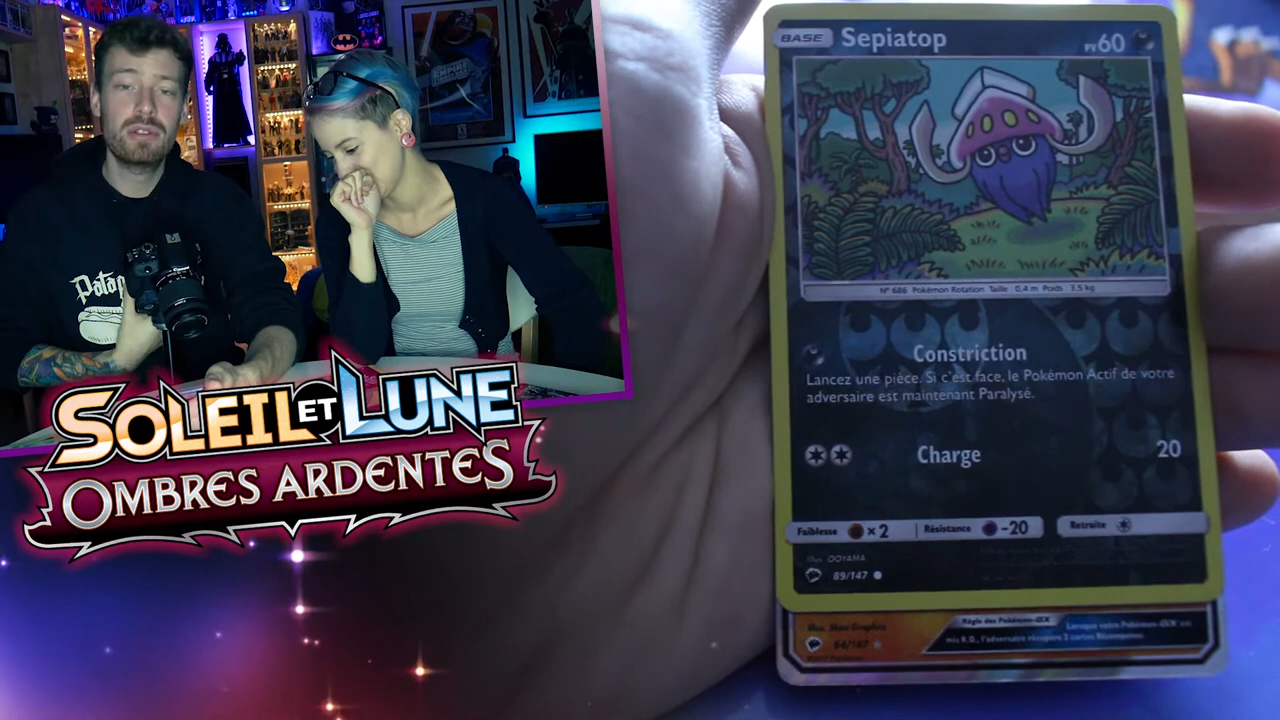 EMPIRE
Patap
SOLEIL ET LUNE
OMBRES ARDENTES
BASE Sepiatop PV60
N° 686 Pokémon Rotation Taille : 0,4 m Poids : 3.5 kg
Constriction
Lancez une pièce. Si c'est face, le Pokémon Actif de votre
adversaire est maintenant Paralysé.
Charge 20
Faiblesse ×2 Résistance -20 Retraite
Illus. OOYAMA
89/147
Règle des Pokémon-GX Lorsque votre Pokémon-GX est
mis K.O., l'adversaire récupère 2 cartes Récompense.
64/147